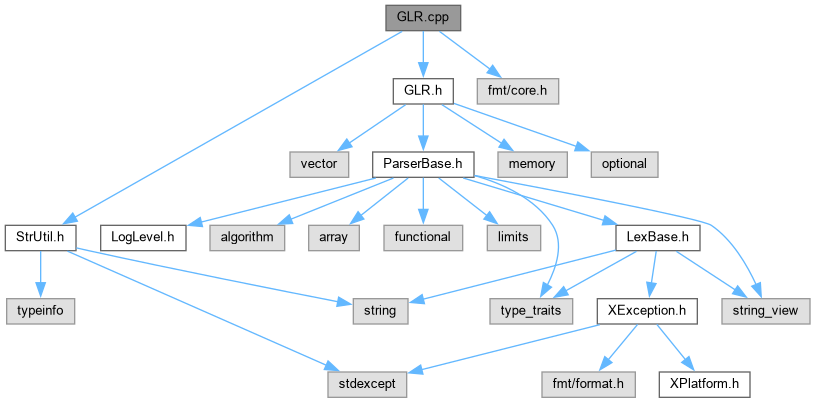 GLR.cpp
GLR.h
fmt/core.h
vector
ParserBase.h
memory
optional
StrUtil.h
LogLevel.h
algorithm
array
functional
limits
LexBase.h
typeinfo
string
type_traits
XException.h
string_view
stdexcept
fmt/format.h
XPlatform.h